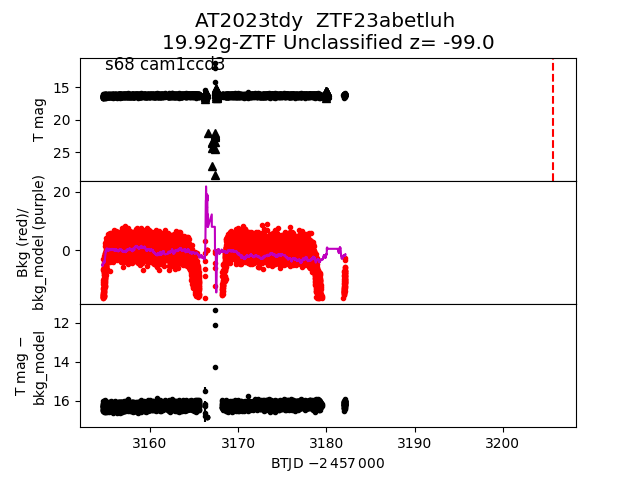 AT2023tdy  ZTF23abetluh
19.92g-ZTF Unclassified z= -99.0
s68 cam1ccd3
T mag
15
20
25
Bkg (red)/
bkg_model (purple)
20
0
T mag −
bkg_model
12
14
16
3160 3170 3180 3190 3200
BTJD −2 457 000